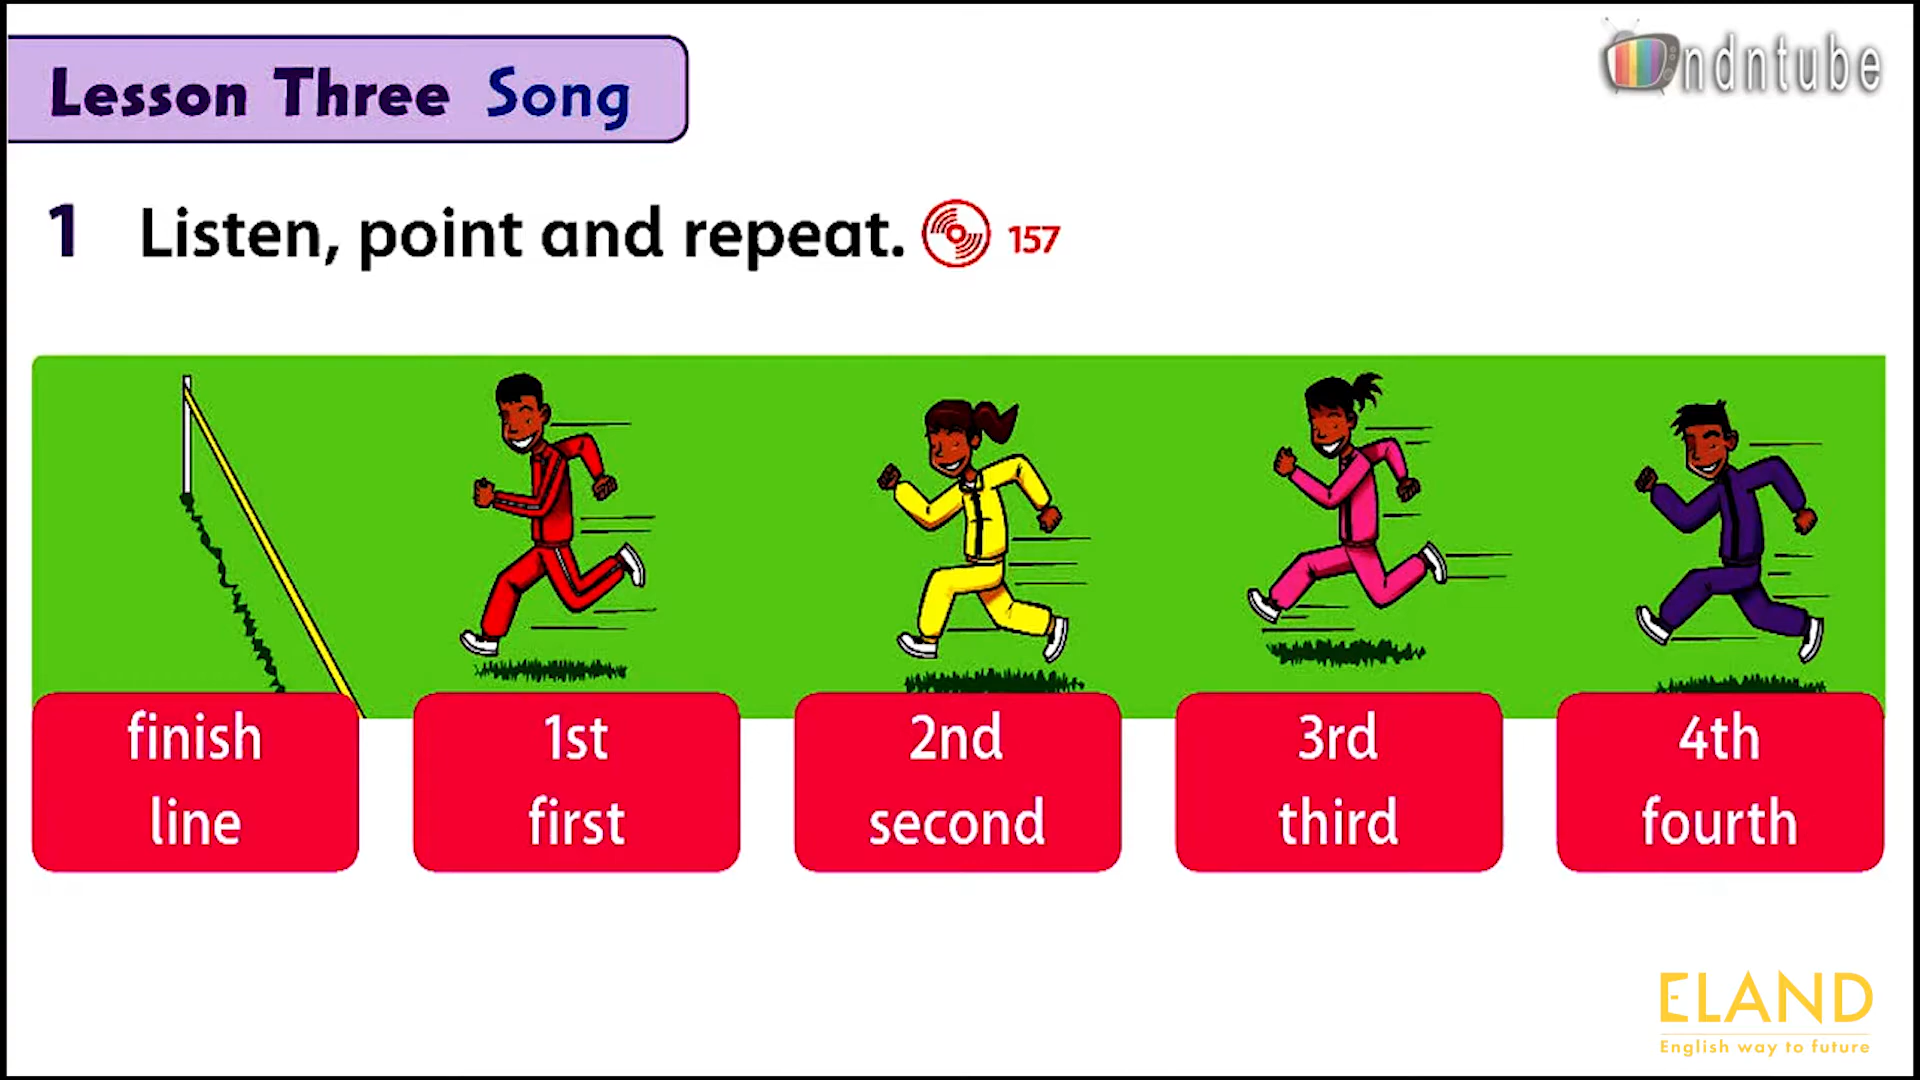 ndntube
Lesson Three Song
1 Listen, point and repeat. 157
finish
line
1st
first
2nd
second
3rd
third
4th
fourth
ELAND
English way to future